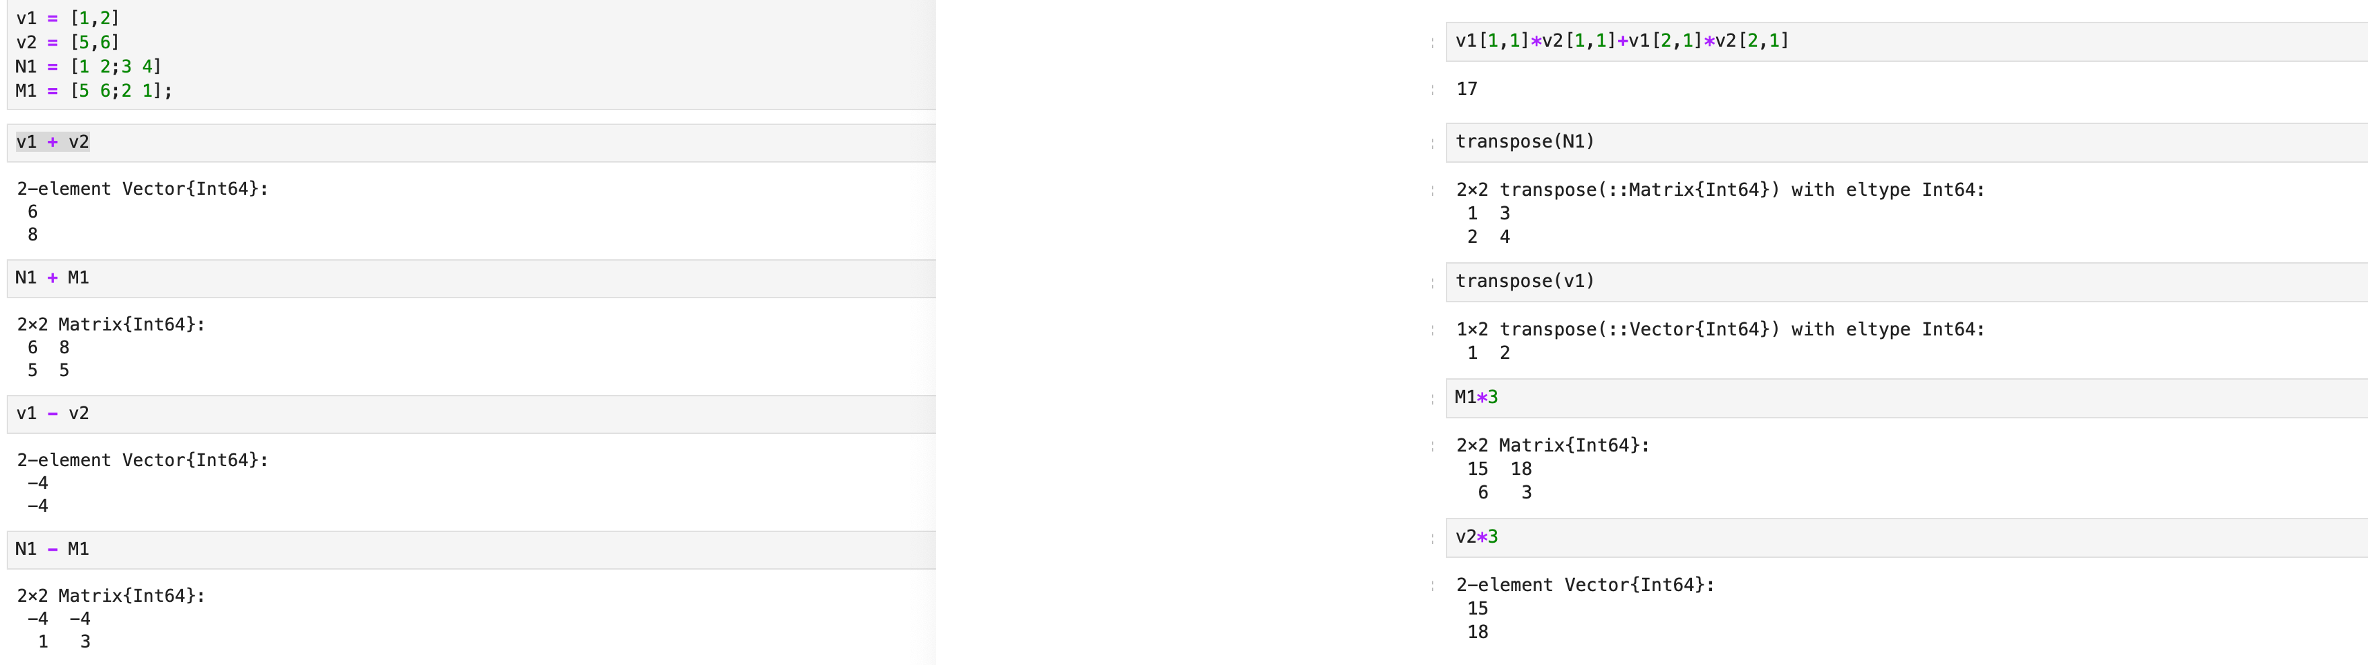 v1 = [1,2]
v2 = [5,6]
N1 = [1 2;3 4]
M1 = [5 6;2 1];
v1 + v2
2-element Vector{Int64}:
 6
 8
N1 + M1
2×2 Matrix{Int64}:
 6  8
 5  5
v1 - v2
2-element Vector{Int64}:
 -4
 -4
N1 - M1
2×2 Matrix{Int64}:
 -4  -4
  1   3
v1[1,1]*v2[1,1]+v1[2,1]*v2[2,1]
17
transpose(N1)
2×2 transpose(::Matrix{Int64}) with eltype Int64:
 1  3
 2  4
transpose(v1)
1×2 transpose(::Vector{Int64}) with eltype Int64:
 1  2
M1*3
2×2 Matrix{Int64}:
 15  18
  6   3
v2*3
2-element Vector{Int64}:
 15
 18